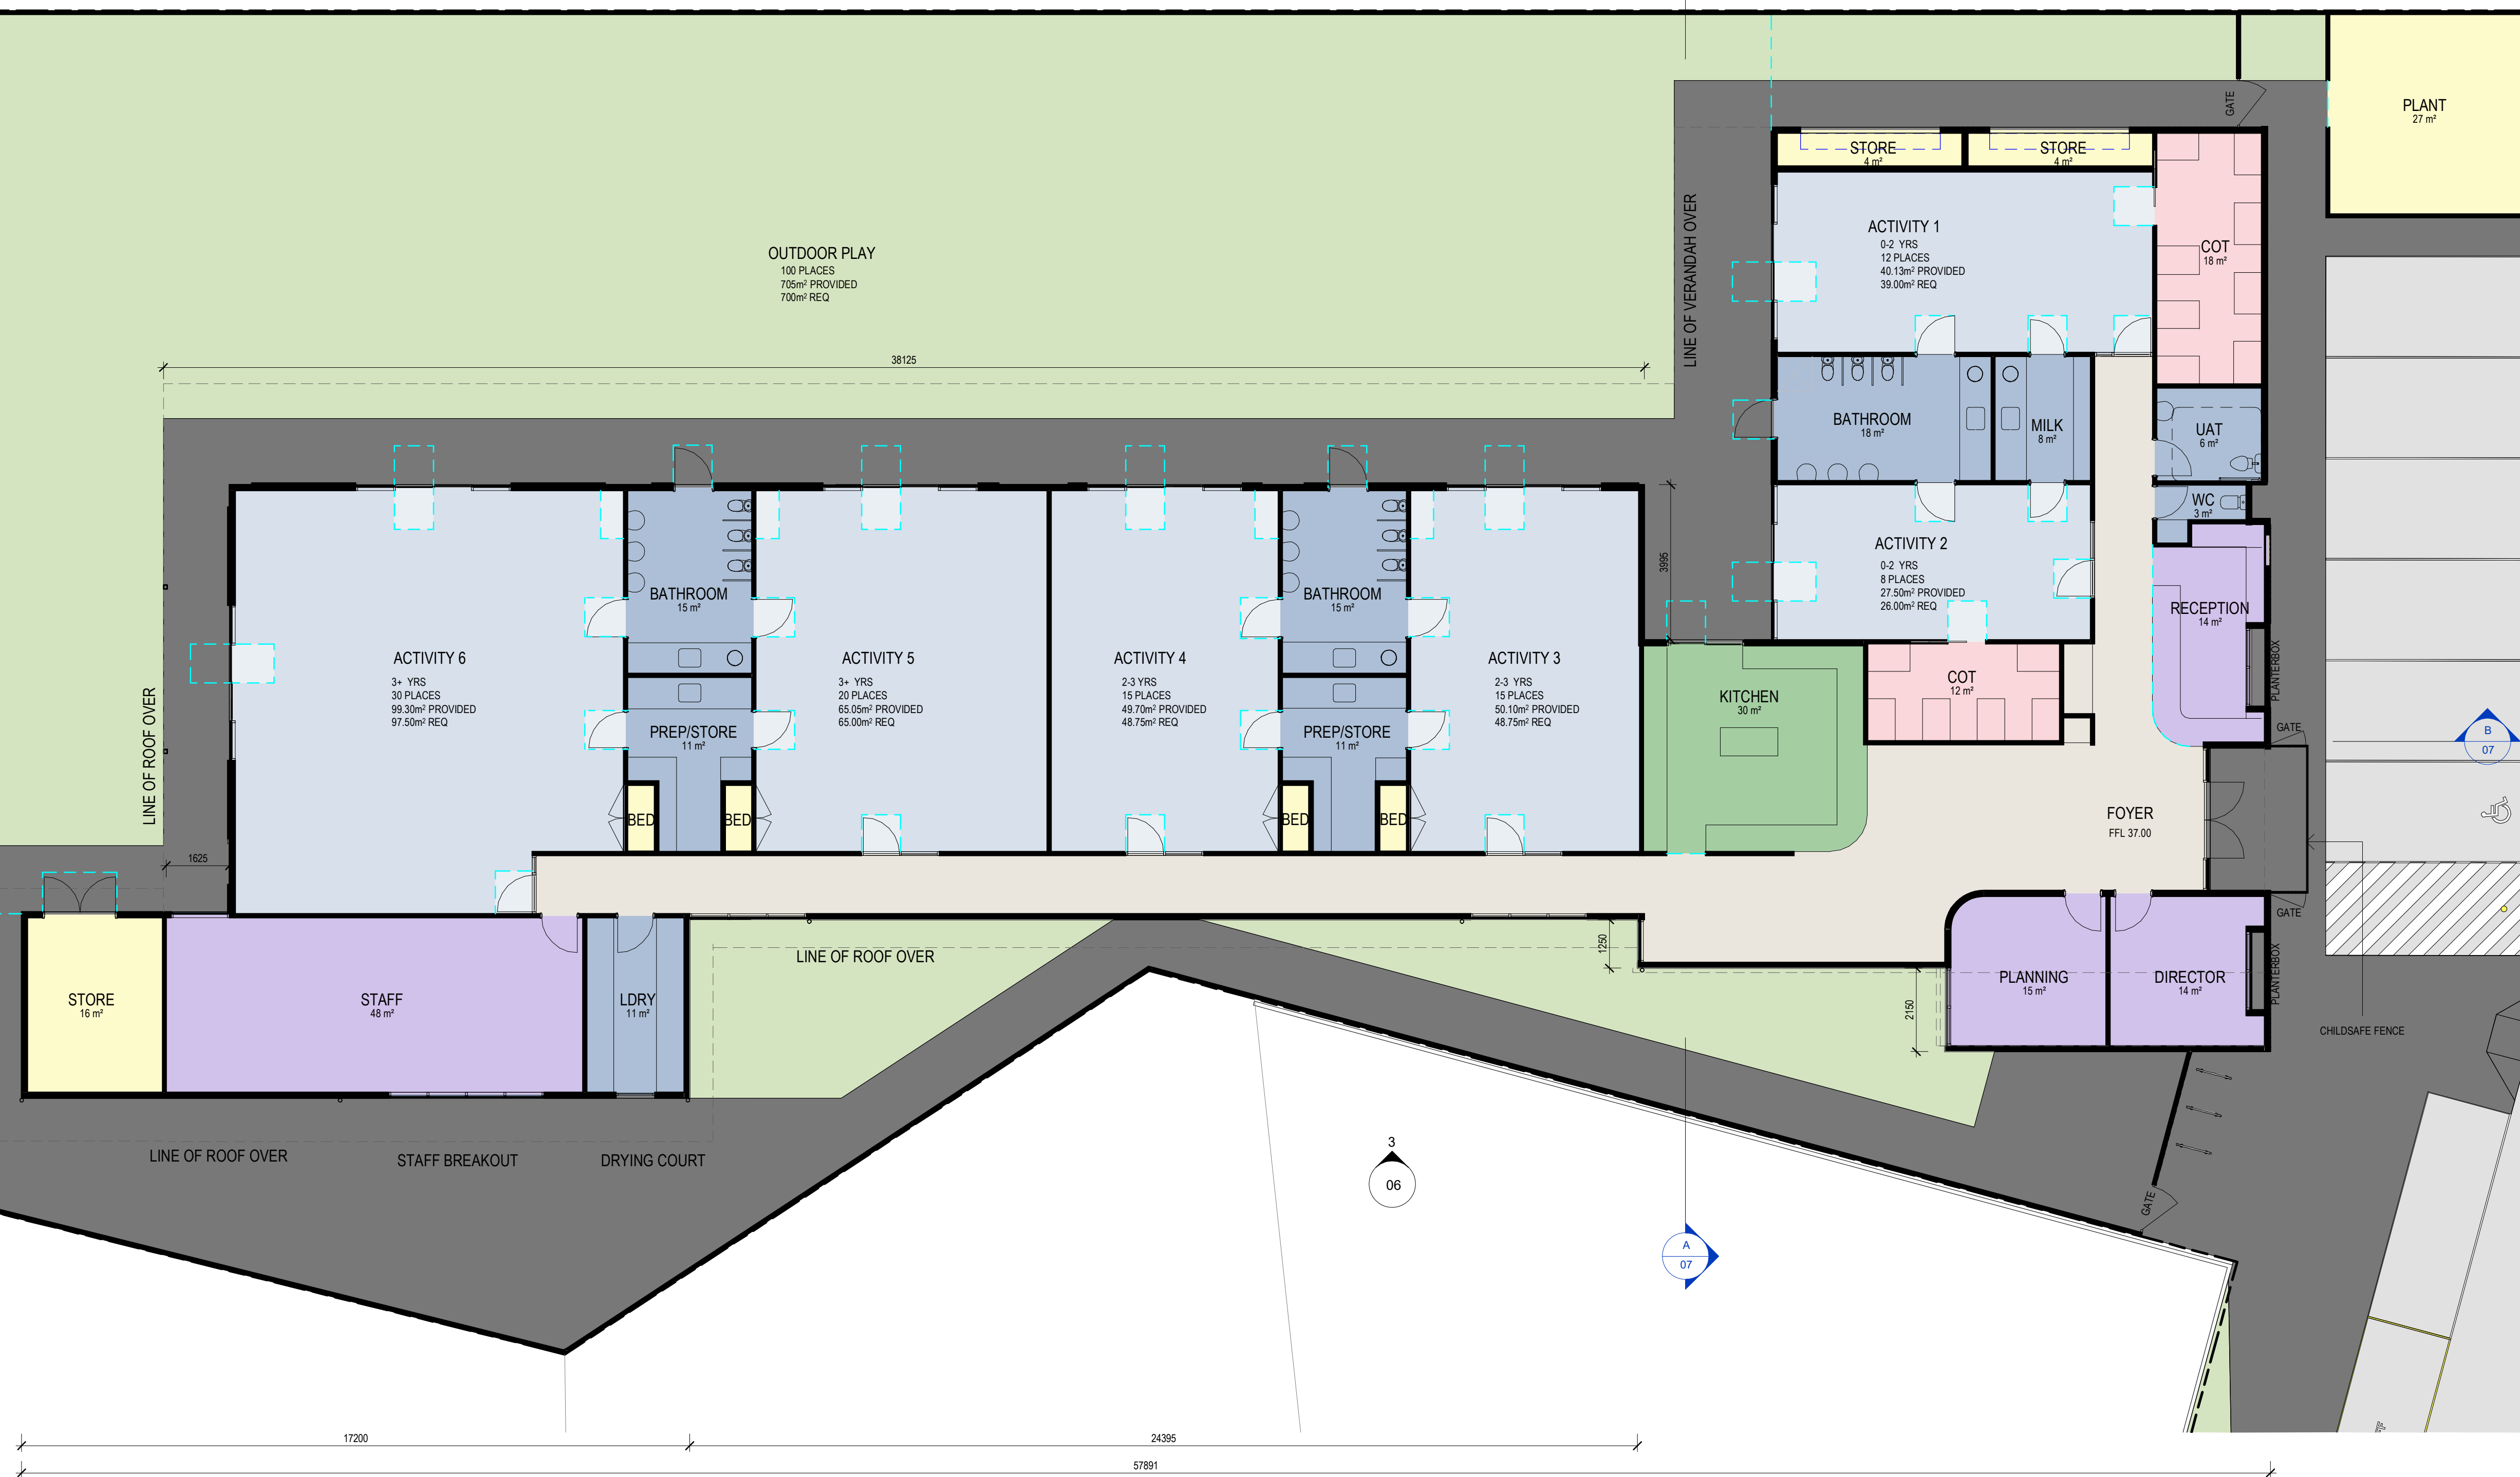 GATE
PLANT
27 m²
STORE
4 m²
STORE
4 m²
COT
18 m²
ACTIVITY 1
0-2 YRS
12 PLACES
40.13m² PROVIDED
39.00m² REQ
OUTDOOR PLAY
100 PLACES
705m² PROVIDED
700m² REQ
LINE OF VERANDAH OVER
38125
BATHROOM
18 m²
MILK
8 m²
UAT
6 m²
WC
3 m²
3995
ACTIVITY 2
0-2 YRS
8 PLACES
27.50m² PROVIDED
26.00m² REQ
RECEPTION
14 m²
PLANTERBOX
LINE OF ROOF OVER
ACTIVITY 6
3+ YRS
30 PLACES
99.30m² PROVIDED
97.50m² REQ
BATHROOM
15 m²
PREP/STORE
11 m²
BED
BED
ACTIVITY 5
3+ YRS
20 PLACES
65.05m² PROVIDED
65.00m² REQ
ACTIVITY 4
2-3 YRS
15 PLACES
49.70m² PROVIDED
48.75m² REQ
BATHROOM
15 m²
PREP/STORE
11 m²
BED
BED
ACTIVITY 3
2-3 YRS
15 PLACES
50.10m² PROVIDED
48.75m² REQ
KITCHEN
30 m²
COT
12 m²
GATE
B
07
FOYER
FFL 37.00
1625
GATE
STORE
16 m²
STAFF
48 m²
LDRY
11 m²
LINE OF ROOF OVER
1250
2150
PLANNING
15 m²
DIRECTOR
14 m²
PLANTERBOX
CHILDSAFE FENCE
LINE OF ROOF OVER
STAFF BREAKOUT
DRYING COURT
3
06
GATE
A
07
17200
24395
57891